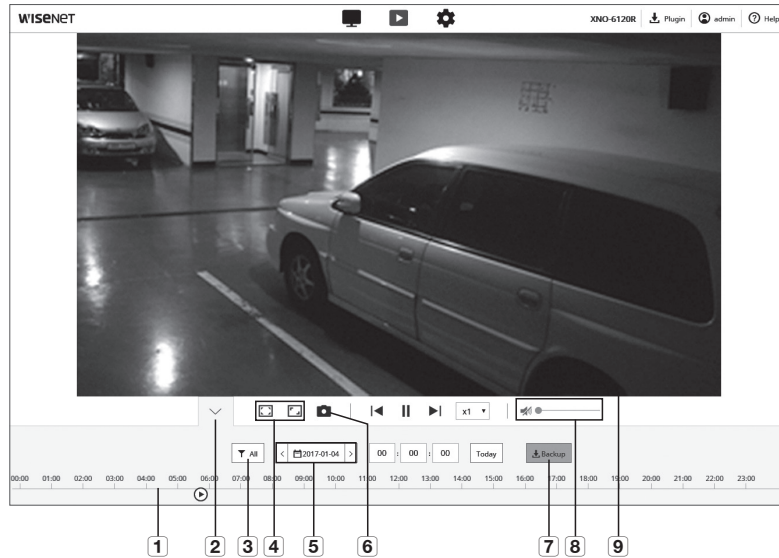 WISENET XNO-6120R Plugin admin Help
x1
All 2017-01-04 00 : 00 : 00 Today Backup
00:00 01:00 02:00 03:00 04:00 05:00 06:00 07:00 08:00 09:00 10:00 11:00 12:00 13:00 14:00 15:00 16:00 17:00 18:00 19:00 20:00 21:00 22:00 23:00
1 2 3 4 5 6 7 8 9